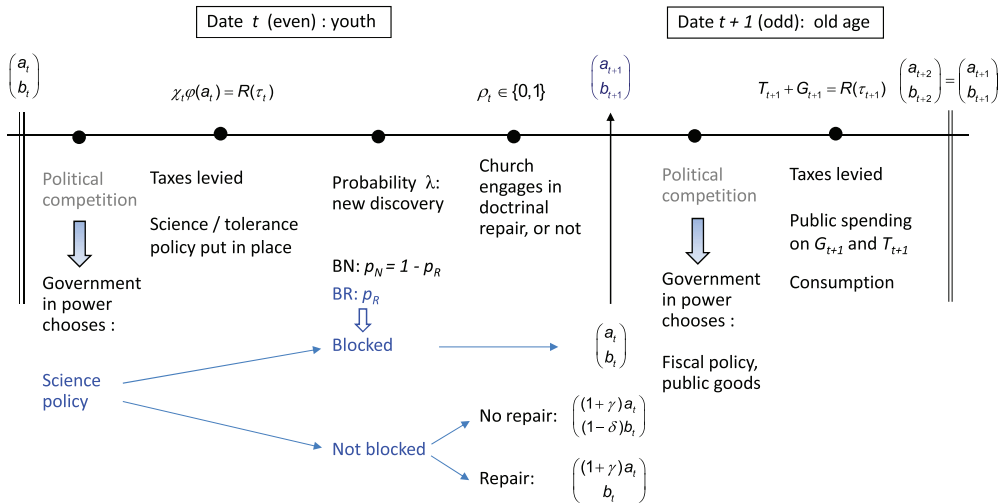 Date t (even) : youth
Date t + 1 (odd): old age
(a_t
b_t)
χ_t φ(a_t) = R(τ_t)
ρ_t ∈ {0,1}
(a_{t+1}
b_{t+1})
T_{t+1} + G_{t+1} = R(τ_{t+1})
(a_{t+2}
b_{t+2}) = (a_{t+1}
b_{t+1})
Political
competition
Government
in power
chooses :
Science
policy
Taxes levied
Science / tolerance
policy put in place
Probability λ:
new discovery
BN: p_N = 1 - p_R
BR: p_R
Blocked
Not blocked
Church
engages in
doctrinal
repair, or not
(a_t
b_t)
No repair:
((1 + γ)a_t
(1 − δ)b_t)
Repair:
((1 + γ)a_t
b_t)
Political
competition
Government
in power
chooses :
Fiscal policy,
public goods
Taxes levied
Public spending
on G_{t+1} and T_{t+1}
Consumption